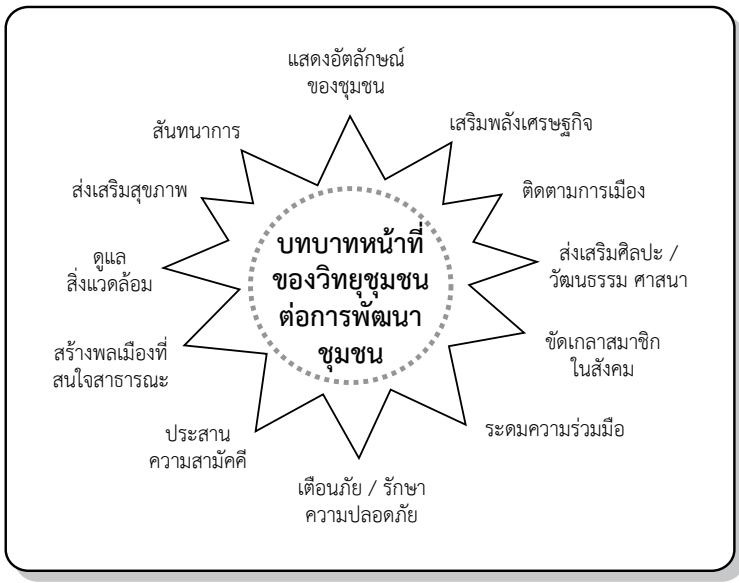 แสดงอัตลักษณ์
ของชุมชน
เสริมพลังเศรษฐกิจ
สันทนาการ
ติดตามการเมือง
ส่งเสริมสุขภาพ
ส่งเสริมศิลปะ /
วัฒนธรรม ศาสนา
ดูแล
สิ่งแวดล้อม
บทบาทหน้าที่
ของวิทยุชุมชน
ต่อการพัฒนา
ชุมชน
ขัดเกลาสมาชิก
ในสังคม
สร้างพลเมืองที่
สนใจสาธารณะ
ระดมความร่วมมือ
ประสาน
ความสามัคคี
เตือนภัย / รักษา
ความปลอดภัย